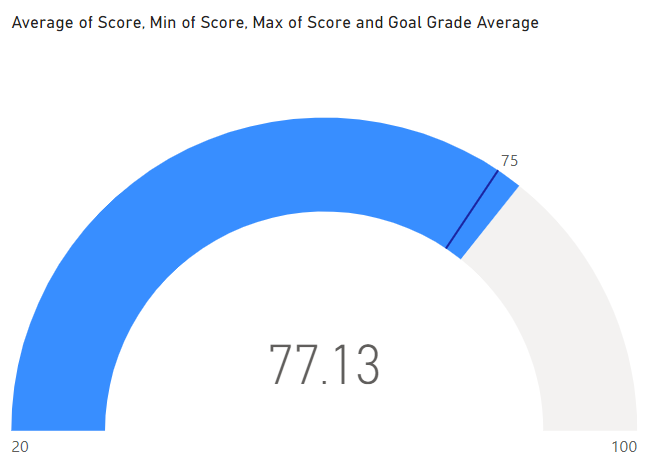 Average of Score, Min of Score, Max of Score and Goal Grade Average
75
77.13
20
100